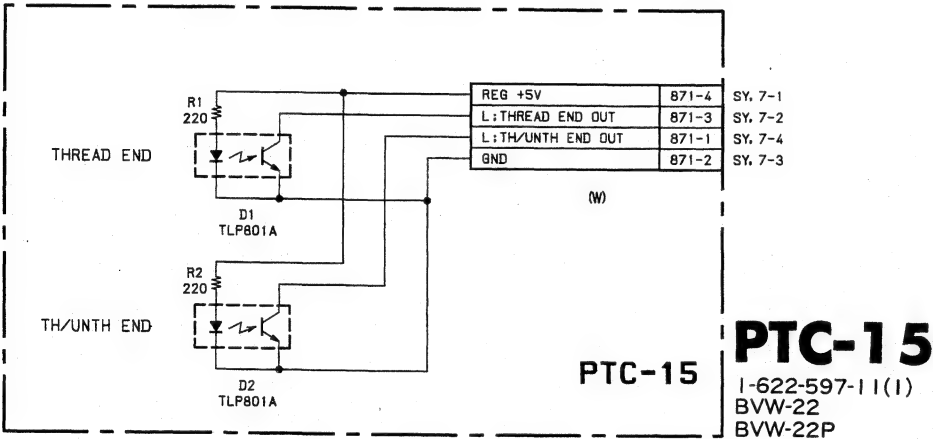 REG +5V 871-4 SY. 7-1
R1
220
L:THREAD END OUT 871-3 SY. 7-2
L:TH/UNTH END OUT 871-1 SY. 7-4
THREAD END
GND 871-2 SY. 7-3
(W)
D1
TLP801A
R2
220
TH/UNTH END
D2
TLP801A
PTC-15
PTC-15
1-622-597-11(1)
BVW-22
BVW-22P